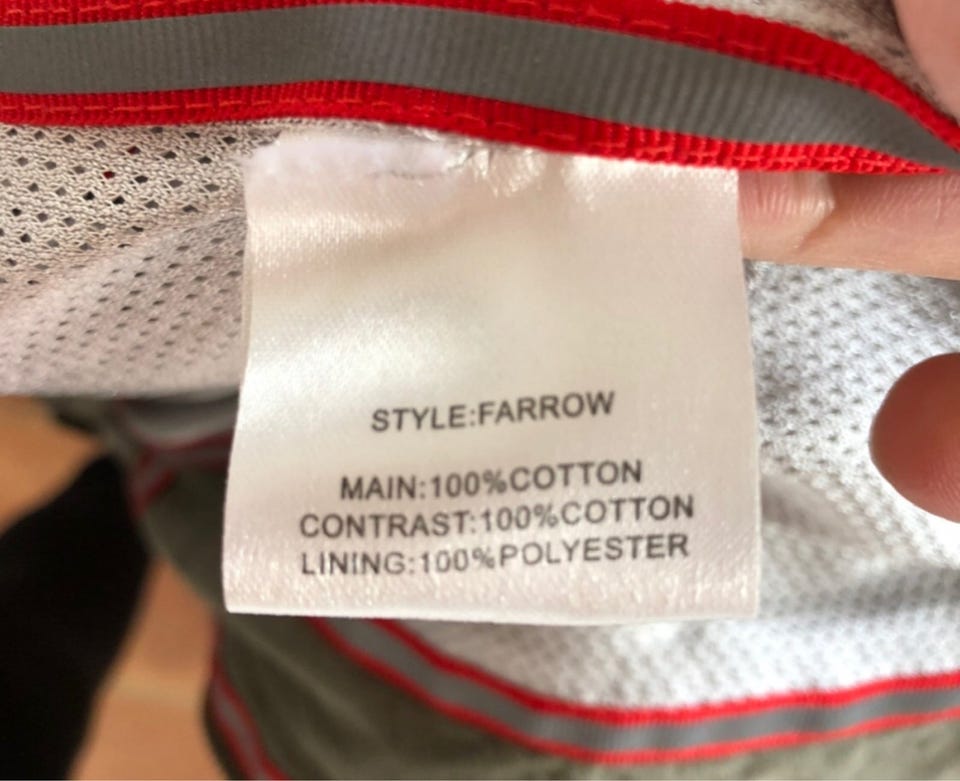 STYLE:FARROW
MAIN:100%COTTON
CONTRAST:100%COTTON
LINING:100%POLYESTER